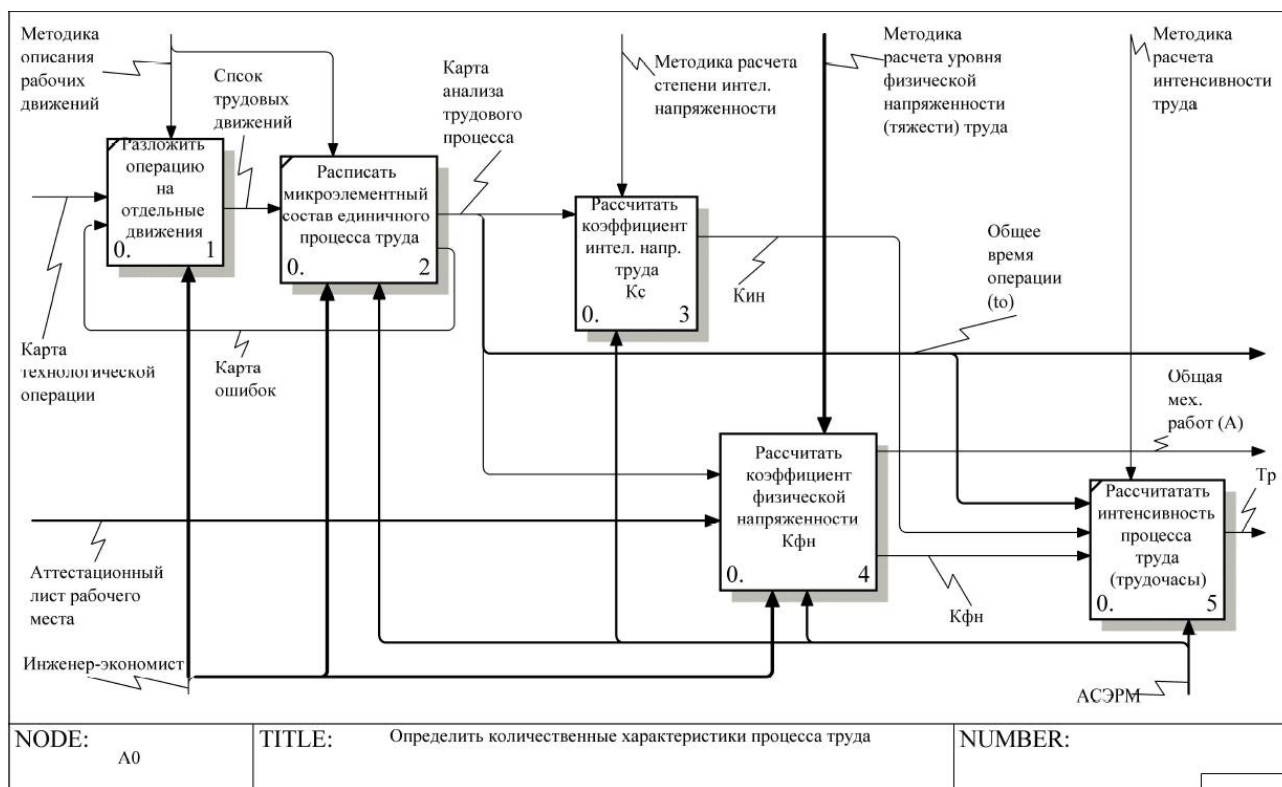 Методика
описания
рабочих
движений
Спсок
трудовых
движений
Карта
анализа
трудового
процесса
Методика расчета
степени интел.
напряженности
Методика
расчета уровня
физической
напряженности
(тяжести) труда
Методика
расчета
интенсивности
труда
Разложить
операцию
на
отдельные
движения
0. 1
Расписать
микроэлементный
состав единичного
процесса труда
0. 2
Рассчитать
коэффициент
интел. напр.
труда
Кс
0. 3
Кин
Общее
время
операции
(to)
Карта
технологической
операции
Карта
ошибок
Общая
мех.
работ (А)
Рассчитать
коэффициент
физической
напряженности
Кфн
0. 4
Тр
Рассчитатать
интенсивность
процесса
труда
(трудочасы)
0. 5
Аттестационный
лист рабочего
места
Кфн
Инженер-экономист
АСЭРМ
NODE:
А0
TITLE:
Определить количественные характеристики процесса труда
NUMBER: